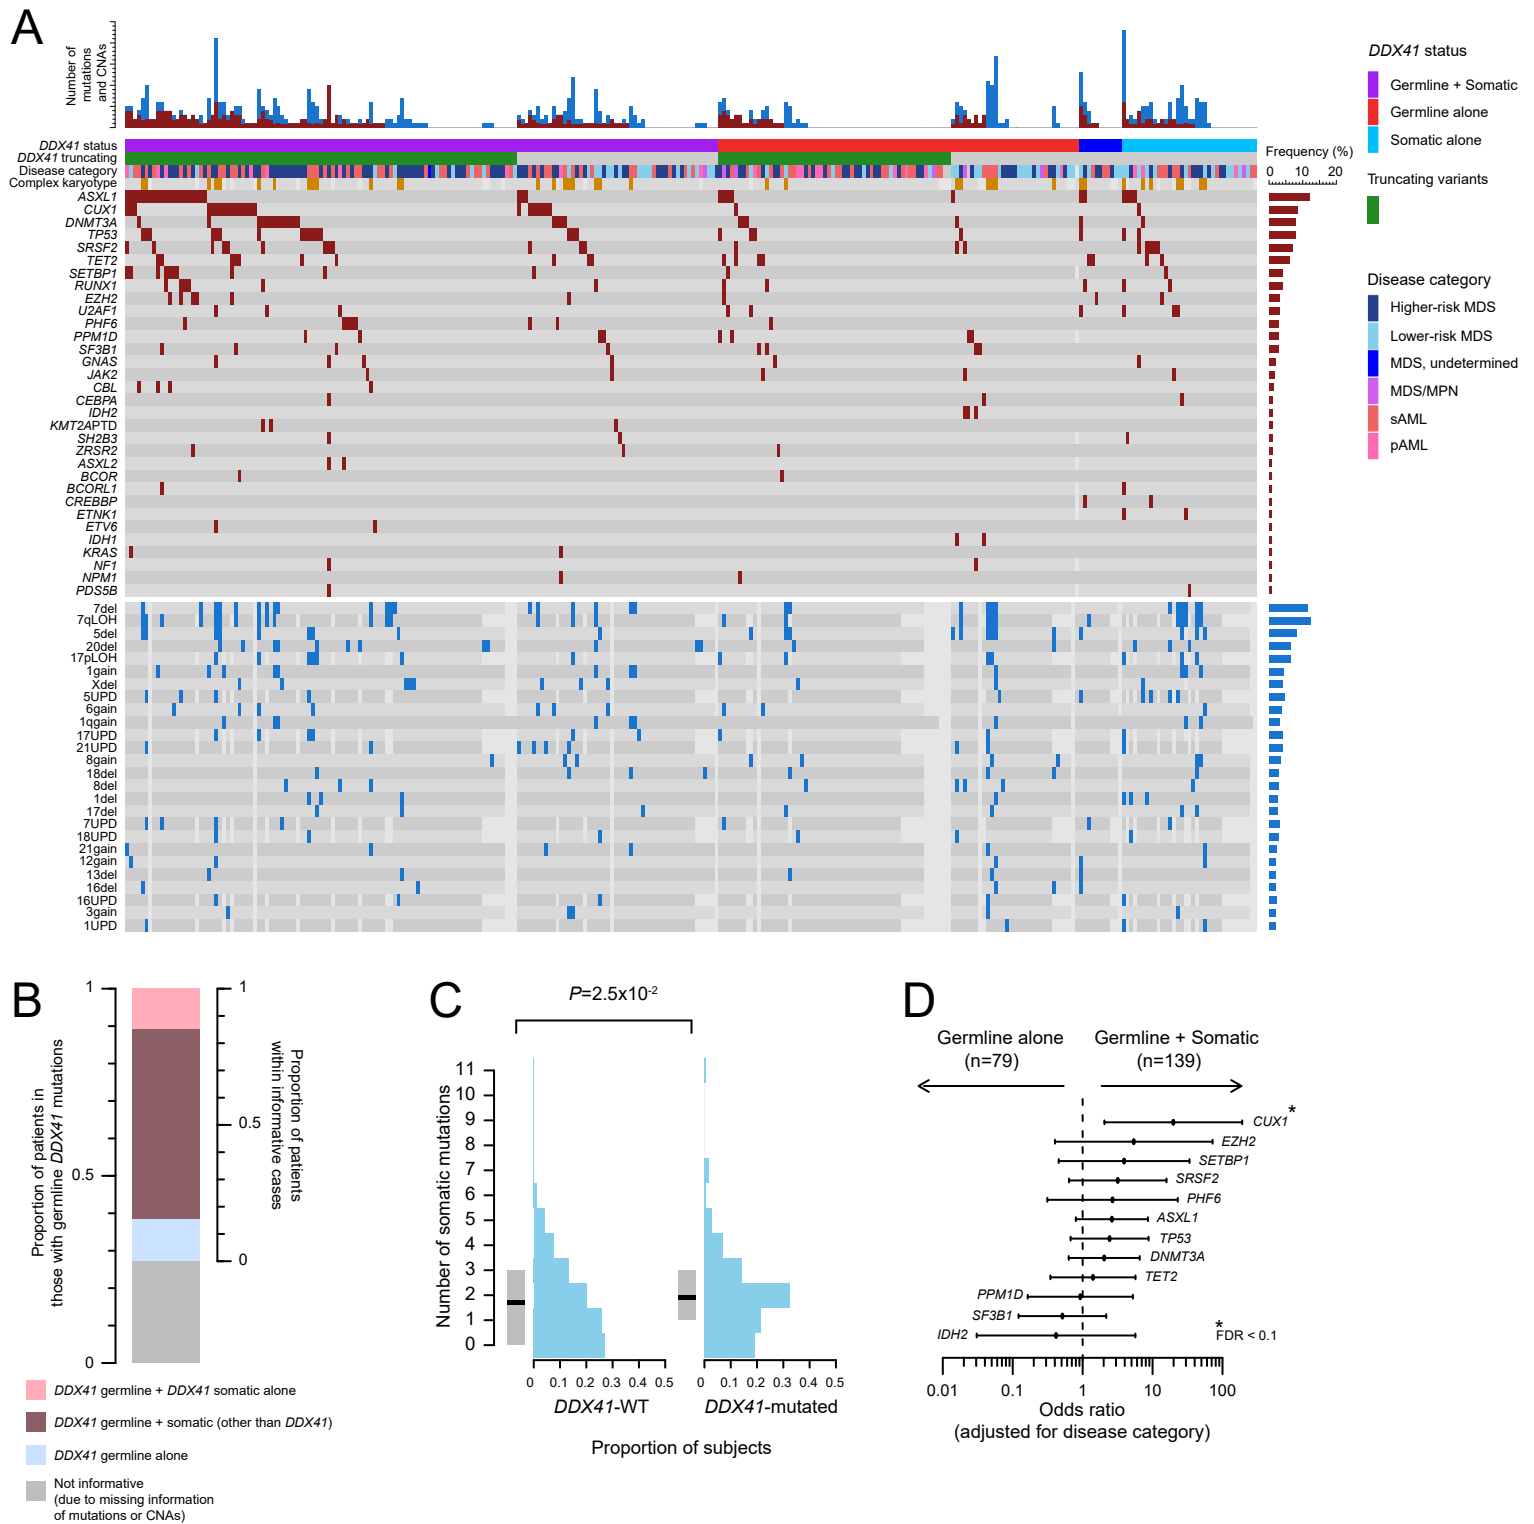 A
Number of
mutations
and CNAs
DDX41 status
DDX41 truncating
Disease category
Complex karyotype
ASXL1
CUX1
DNMT3A
TP53
SRSF2
TET2
SETBP1
RUNX1
EZH2
U2AF1
PHF6
PPM1D
SF3B1
GNAS
JAK2
CBL
CEBPA
IDH2
KMT2APTD
SH2B3
ZRSR2
ASXL2
BCOR
BCORL1
CREBBP
ETNK1
ETV6
IDH1
KRAS
NF1
NPM1
PDS5B
7del
7qLOH
5del
20del
17pLOH
1gain
Xdel
5UPD
6gain
1qgain
17UPD
21UPD
8gain
18del
8del
1del
17del
7UPD
18UPD
21gain
12gain
13del
16del
16UPD
3gain
1UPD
Frequency (%)
0 10 20
DDX41 status
Germline + Somatic
Germline alone
Somatic alone
Truncating variants
Disease category
Higher-risk MDS
Lower-risk MDS
MDS, undetermined
MDS/MPN
sAML
pAML
B
Proportion of patients in
those with germline DDX41 mutations
1
0.5
0
1
0.5
0
Proportion of patients
within informative cases
DDX41 germline + DDX41 somatic alone
DDX41 germline + somatic (other than DDX41)
DDX41 germline alone
Not informative
(due to missing information
of mutations or CNAs)
C
P=2.5x10-2
Number of somatic mutations
11
10
9
8
7
6
5
4
3
2
1
0
0 0.1 0.2 0.3 0.4 0.5
0 0.1 0.2 0.3 0.4 0.5
DDX41-WT
DDX41-mutated
Proportion of subjects
D
Germline alone
(n=79)
Germline + Somatic
(n=139)
CUX1*
EZH2
SETBP1
SRSF2
PHF6
ASXL1
TP53
DNMT3A
TET2
PPM1D
SF3B1
IDH2
*
FDR < 0.1
0.01 0.1 1 10 100
Odds ratio
(adjusted for disease category)